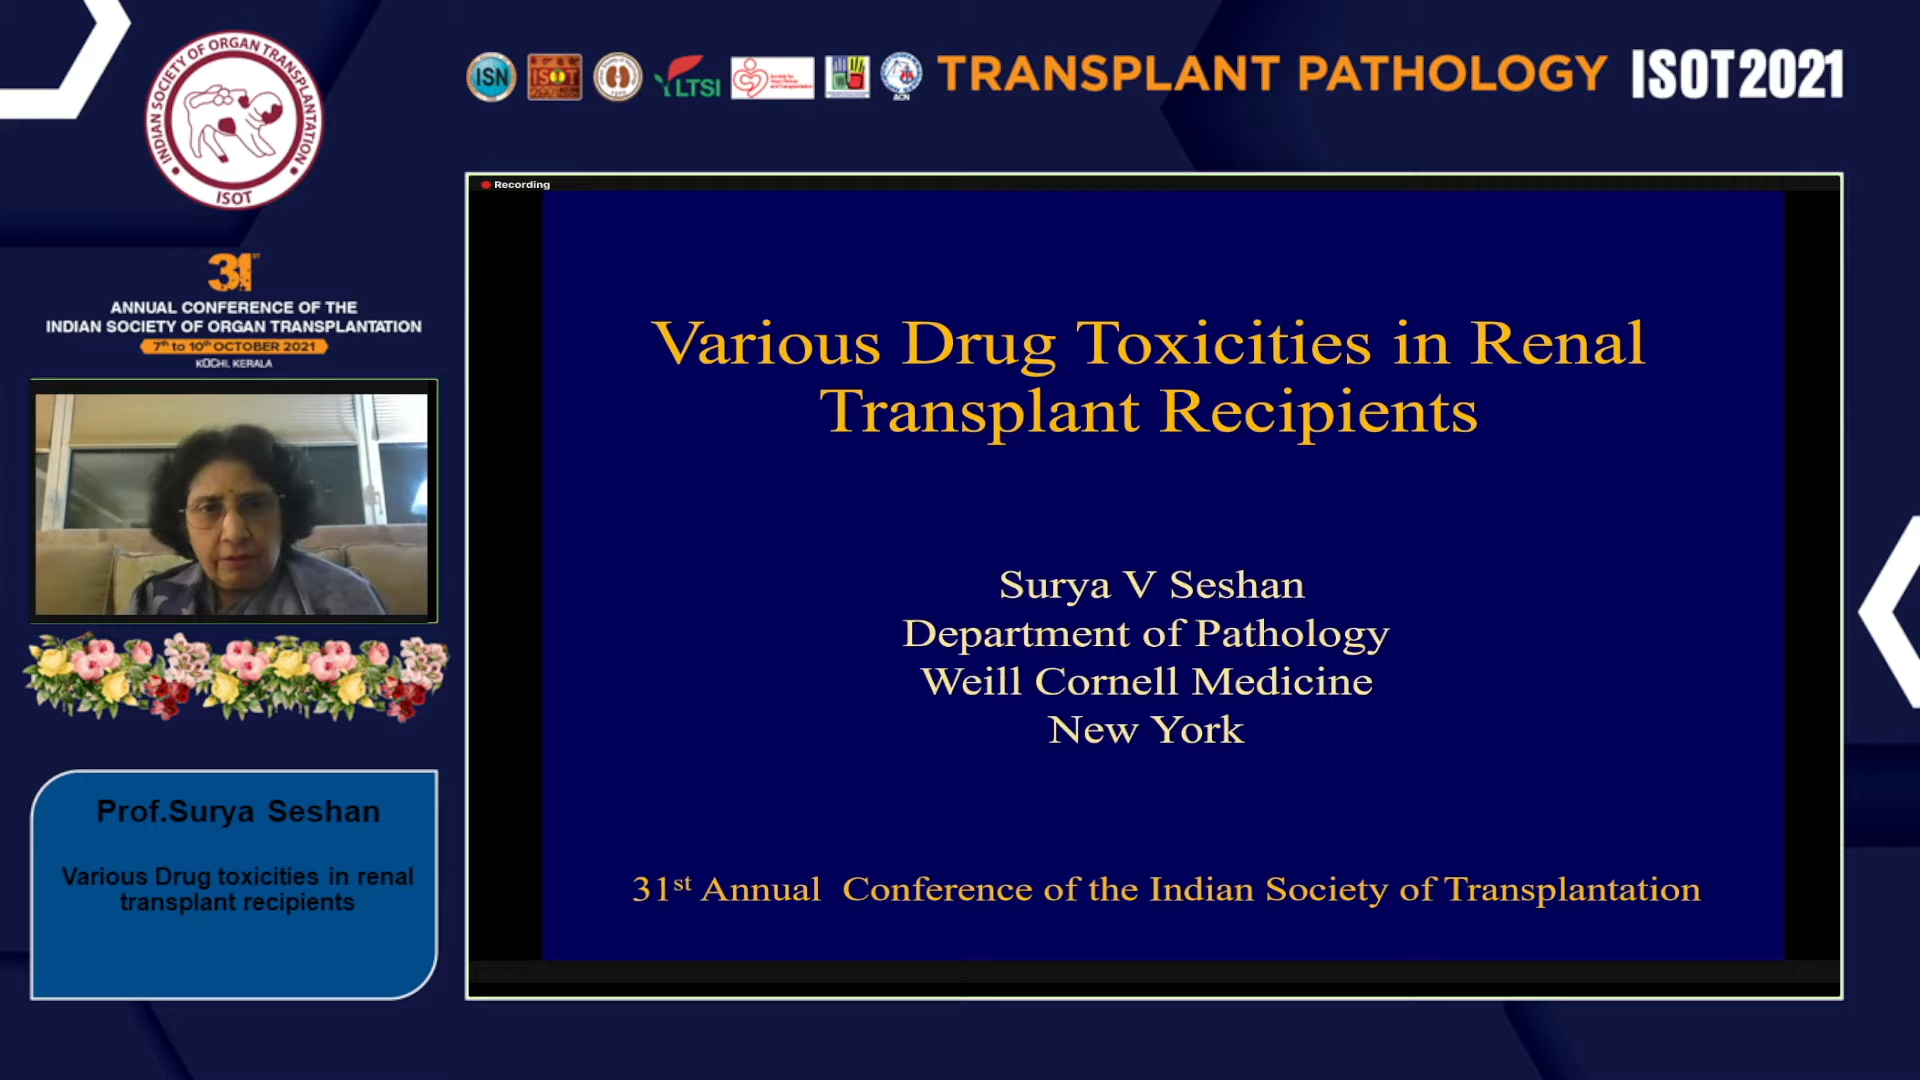 INDIAN SOCIETY OF ORGAN TRANSPLANTATION
ISOT
ISN
ISOT
LTSI
ACN
TRANSPLANT PATHOLOGY ISOT2021
31ST
ANNUAL CONFERENCE OF THE
INDIAN SOCIETY OF ORGAN TRANSPLANTATION
7th to 10th OCTOBER 2021
KOCHI, KERALA
Recording
Various Drug Toxicities in Renal
Transplant Recipients
Surya V Seshan
Department of Pathology
Weill Cornell Medicine
New York
31st Annual Conference of the Indian Society of Transplantation
Prof.Surya Seshan
Various Drug toxicities in renal
transplant recipients